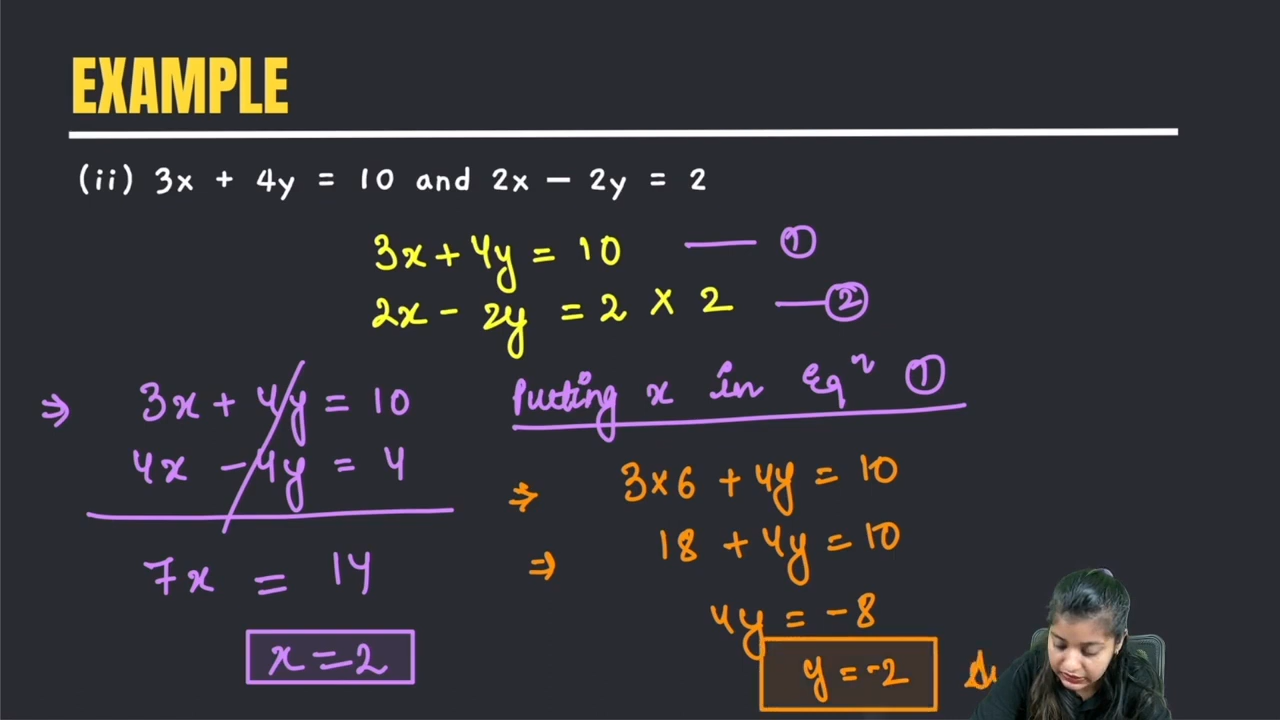 EXAMPLE
(ii) 3x + 4y = 10 and 2x − 2y = 2
3x + 4y = 10 —— ①
2x − 2y = 2 × 2 —— ②
⇒ 3x + 4y = 10
4x − 4y = 4
7x = 14
x = 2
Putting x in Eqⁿ ①
⇒ 3×6 + 4y = 10
⇒ 18 + 4y = 10
4y = −8
y = −2